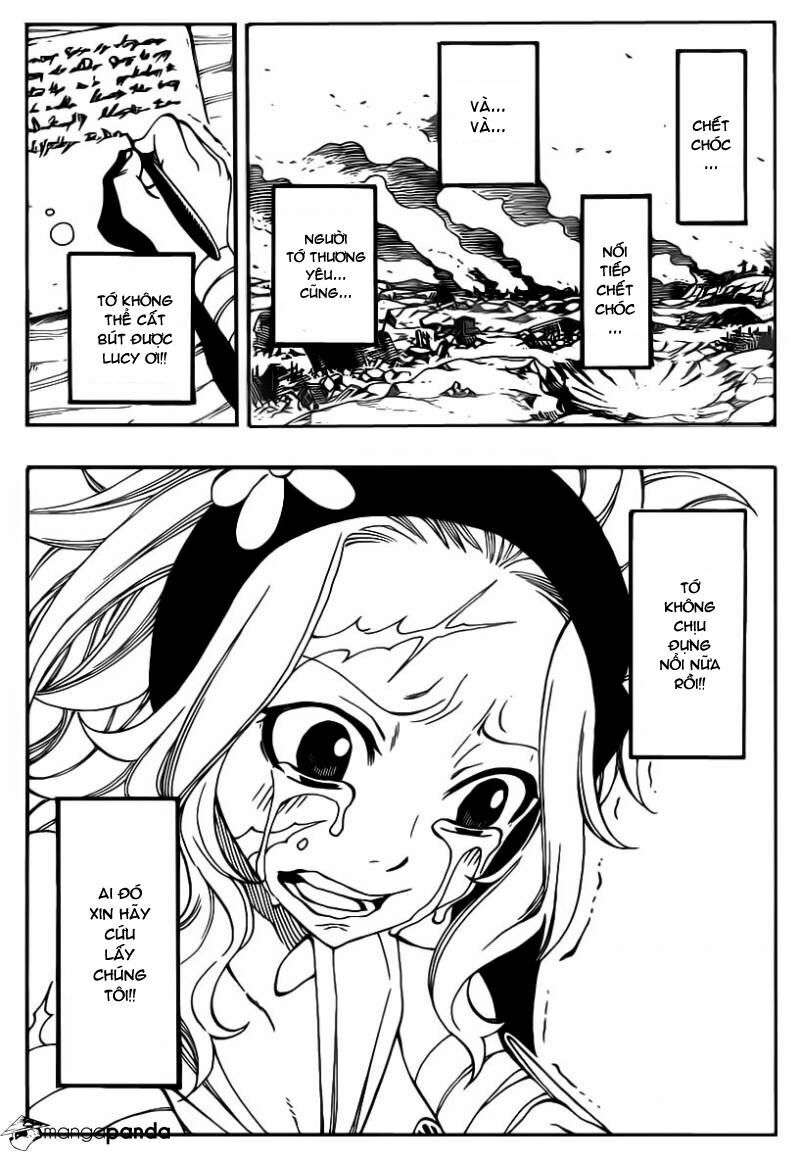 CHẾT
CHÓC
...
NỐI
TIẾP
CHẾT
CHÓC
...
VÀ...
VÀ...
NGƯỜI
TỚ THƯƠNG
YÊU...
CŨNG...
TỚ KHÔNG
THỂ CẤT
BÚT ĐƯỢC
LUCY ƠI!!
TỚ
KHÔNG
CHỊU
ĐỰNG
NỔI NỮA
RỒI!!
AI ĐÓ
XIN HÃY
CỨU
LẤY
CHÚNG
TÔI!!
mangapanda